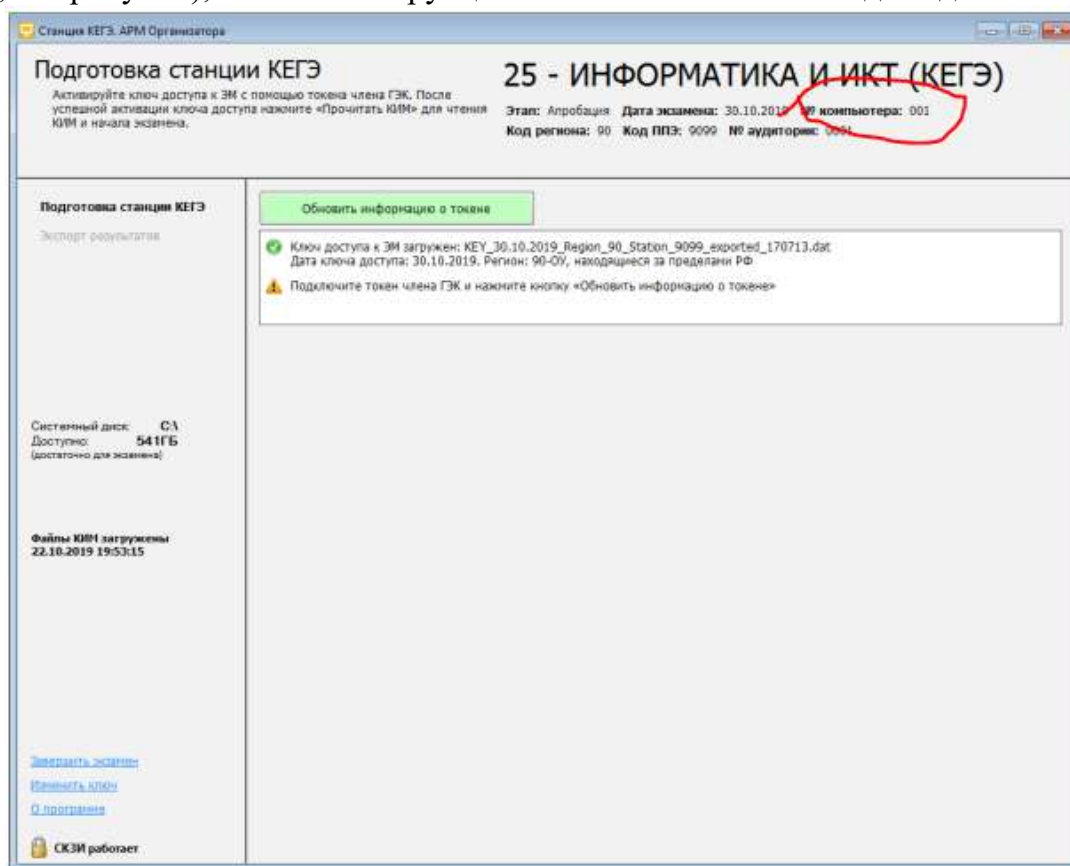 Станция КЕГЭ. АРМ Организатора
Подготовка станции КЕГЭ
Активируйте ключ доступа к ЭМ с помощью токена члена ГЭК. После
успешной активации ключа доступа нажмите «Прочитать КИМ» для чтения
КИМ и начала экзамена.
25 - ИНФОРМАТИКА И ИКТ (КЕГЭ)
Этап: Апробация Дата экзамена: 30.10.2019 № компьютера: 001
Код региона: 90 Код ППЭ: 9099 № аудитории: 0001
Подготовка станции КЕГЭ
Экспорт результатов
Обновить информацию о токене
Ключ доступа к ЭМ загружен: KEY_30.10.2019_Region_90_Station_9099_exported_170713.dat
Дата ключа доступа: 30.10.2019. Регион: 90-ОУ, находящиеся за пределами РФ
Подключите токен члена ГЭК и нажмите кнопку «Обновить информацию о токене»
Системный диск: C:\
Доступно: 541ГБ
(достаточно для экзамена)
Файлы КИМ загружены
22.10.2019 19:53:15
Завершить экзамен
Изменить ключ
О программе
СКЗИ работает